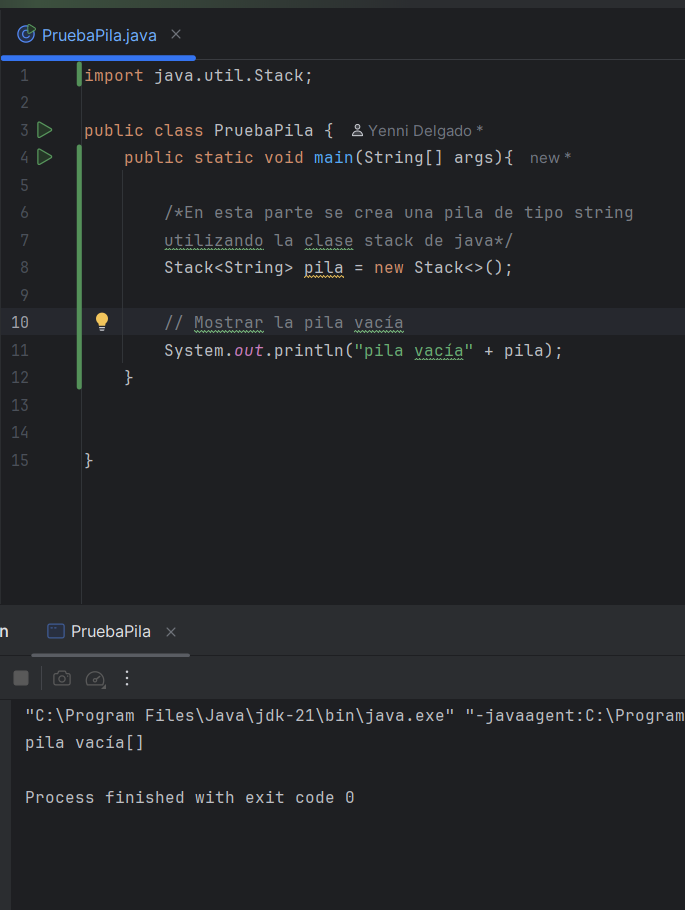 PruebaPila.java
1 import java.util.Stack;
2
3 public class PruebaPila { Yenni Delgado *
4 public static void main(String[] args){ new *
5
6 /*En esta parte se crea una pila de tipo string
7 utilizando la clase stack de java*/
8 Stack<String> pila = new Stack<>();
9
10 // Mostrar la pila vacía
11 System.out.println("pila vacía" + pila);
12 }
13
14
15 }
n PruebaPila
"C:\Program Files\Java\jdk-21\bin\java.exe" "-javaagent:C:\Program
pila vacía[]
Process finished with exit code 0